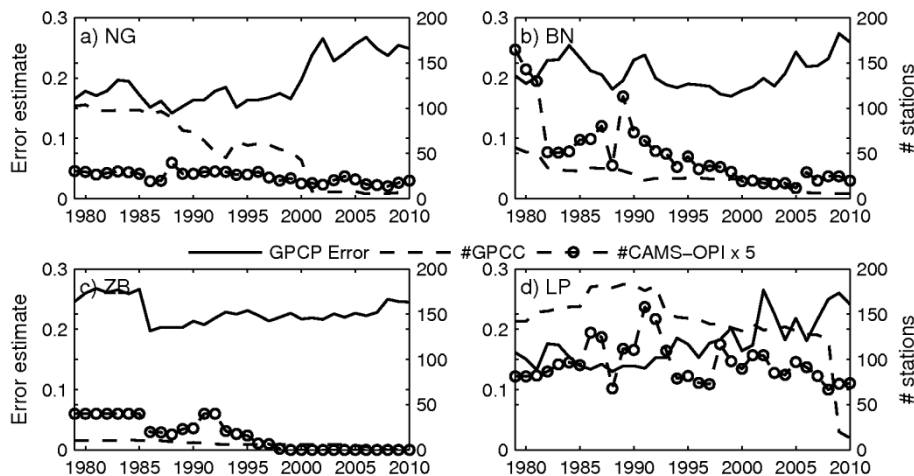 0.3 a) NG 200 0.3 b) BN 200
0.2 150 0.2 150
0.1 100 0.1 100
50 50
0 0 0 0
1980 1985 1990 1995 2000 2005 2010 1980 1985 1990 1995 2000 2005 2010
Error estimate
# stations
GPCP Error #GPCC #CAMS–OPI x 5
0.3 c) ZB 200 0.3 d) LP 200
0.2 150 0.2 150
0.1 100 0.1 100
50 50
0 0 0 0
1980 1985 1990 1995 2000 2005 2010 1980 1985 1990 1995 2000 2005 2010
Error estimate
# stations